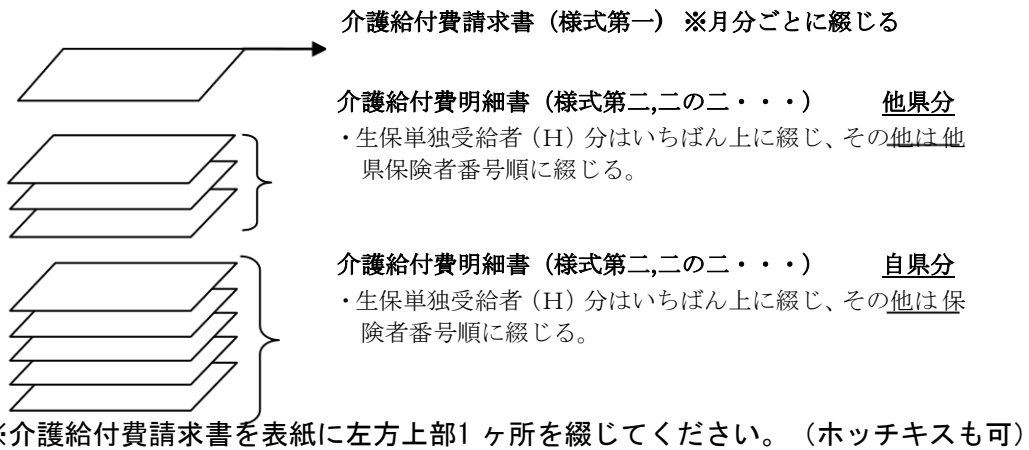 介護給付費請求書（様式第一）※月分ごとに綴じる
介護給付費明細書（様式第二,二の二・・・） 他県分
・生保単独受給者（H）分はいちばん上に綴じ、その他は他
県保険者番号順に綴じる。
介護給付費明細書（様式第二,二の二・・・） 自県分
・生保単独受給者（H）分はいちばん上に綴じ、その他は保
険者番号順に綴じる。
※介護給付費請求書を表紙に左方上部1ヶ所を綴じてください。（ホッチキスも可）